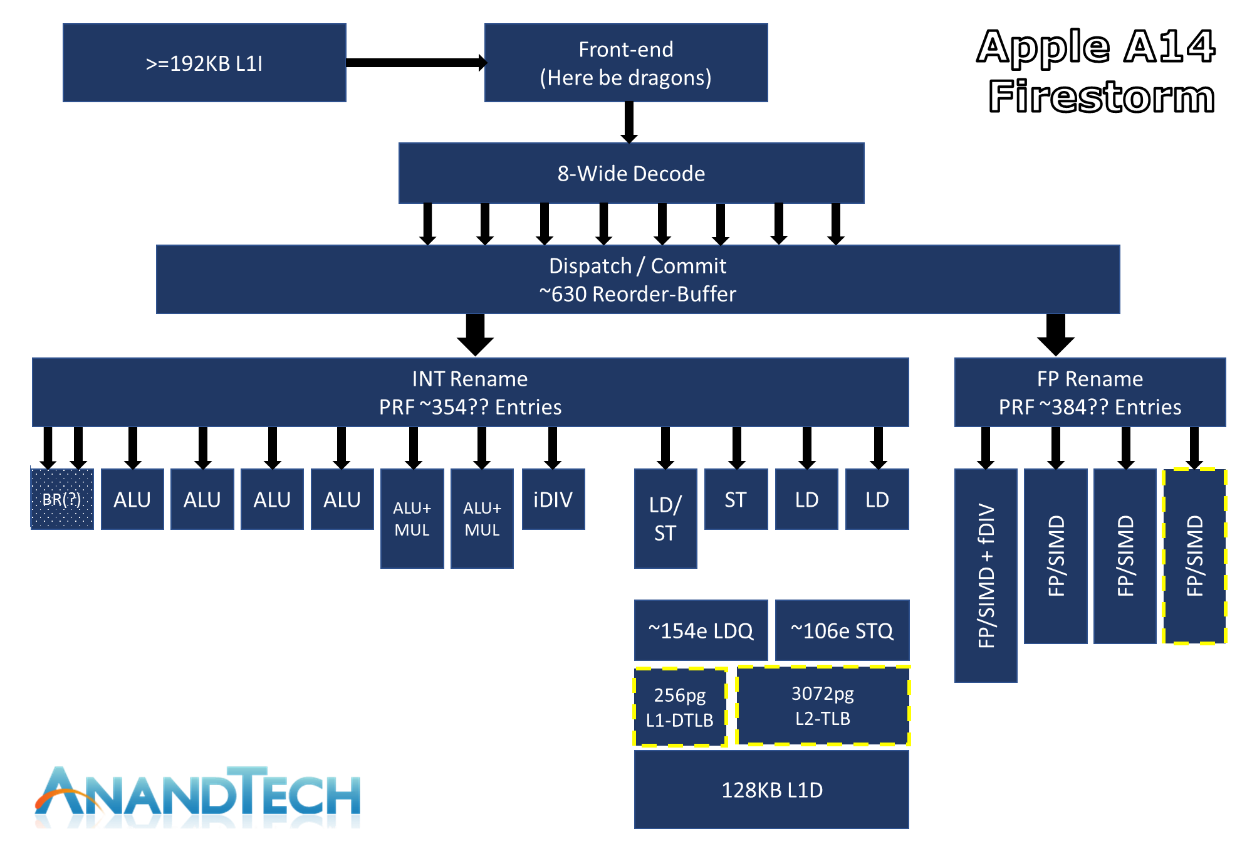 >=192KB L1I
Front-end
(Here be dragons)
Apple A14
Firestorm
8-Wide Decode
Dispatch / Commit
~630 Reorder-Buffer
INT Rename
PRF ~354?? Entries
FP Rename
PRF ~384?? Entries
BR(?)
ALU
ALU
ALU
ALU
ALU+
MUL
ALU+
MUL
iDIV
LD/
ST
ST
LD
LD
FP/SIMD + fDIV
FP/SIMD
FP/SIMD
FP/SIMD
~154e LDQ
~106e STQ
256pg
L1-DTLB
3072pg
L2-TLB
128KB L1D
ANANDTECH